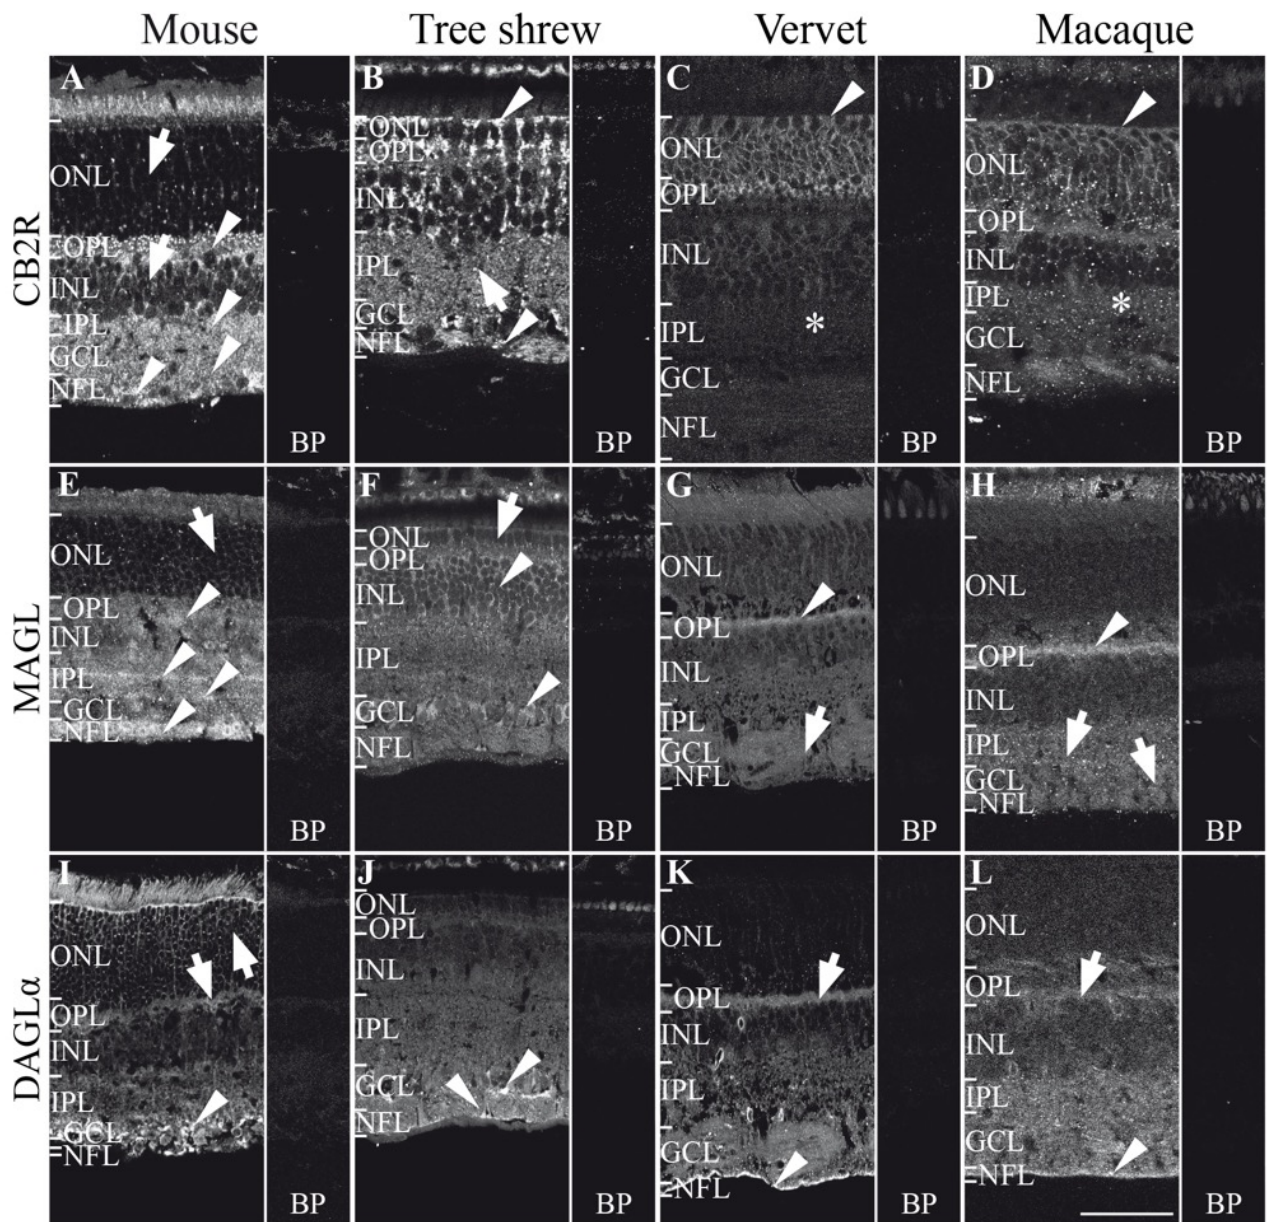 Mouse Tree shrew Vervet Macaque
CB2R
A
ONL
OPL
INL
IPL
GCL
NFL
BP
B
ONL
OPL
INL
IPL
GCL
NFL
BP
C
ONL
OPL
INL
IPL
GCL
NFL
*
BP
D
ONL
OPL
INL
IPL
GCL
NFL
*
BP
MAGL
E
ONL
OPL
INL
IPL
GCL
NFL
BP
F
ONL
OPL
INL
IPL
GCL
NFL
BP
G
ONL
OPL
INL
IPL
GCL
NFL
BP
H
ONL
OPL
INL
IPL
GCL
NFL
BP
DAGLα
I
ONL
OPL
INL
IPL
GCL
NFL
BP
J
ONL
OPL
INL
IPL
GCL
NFL
BP
K
ONL
OPL
INL
IPL
GCL
NFL
BP
L
ONL
OPL
INL
IPL
GCL
NFL
BP